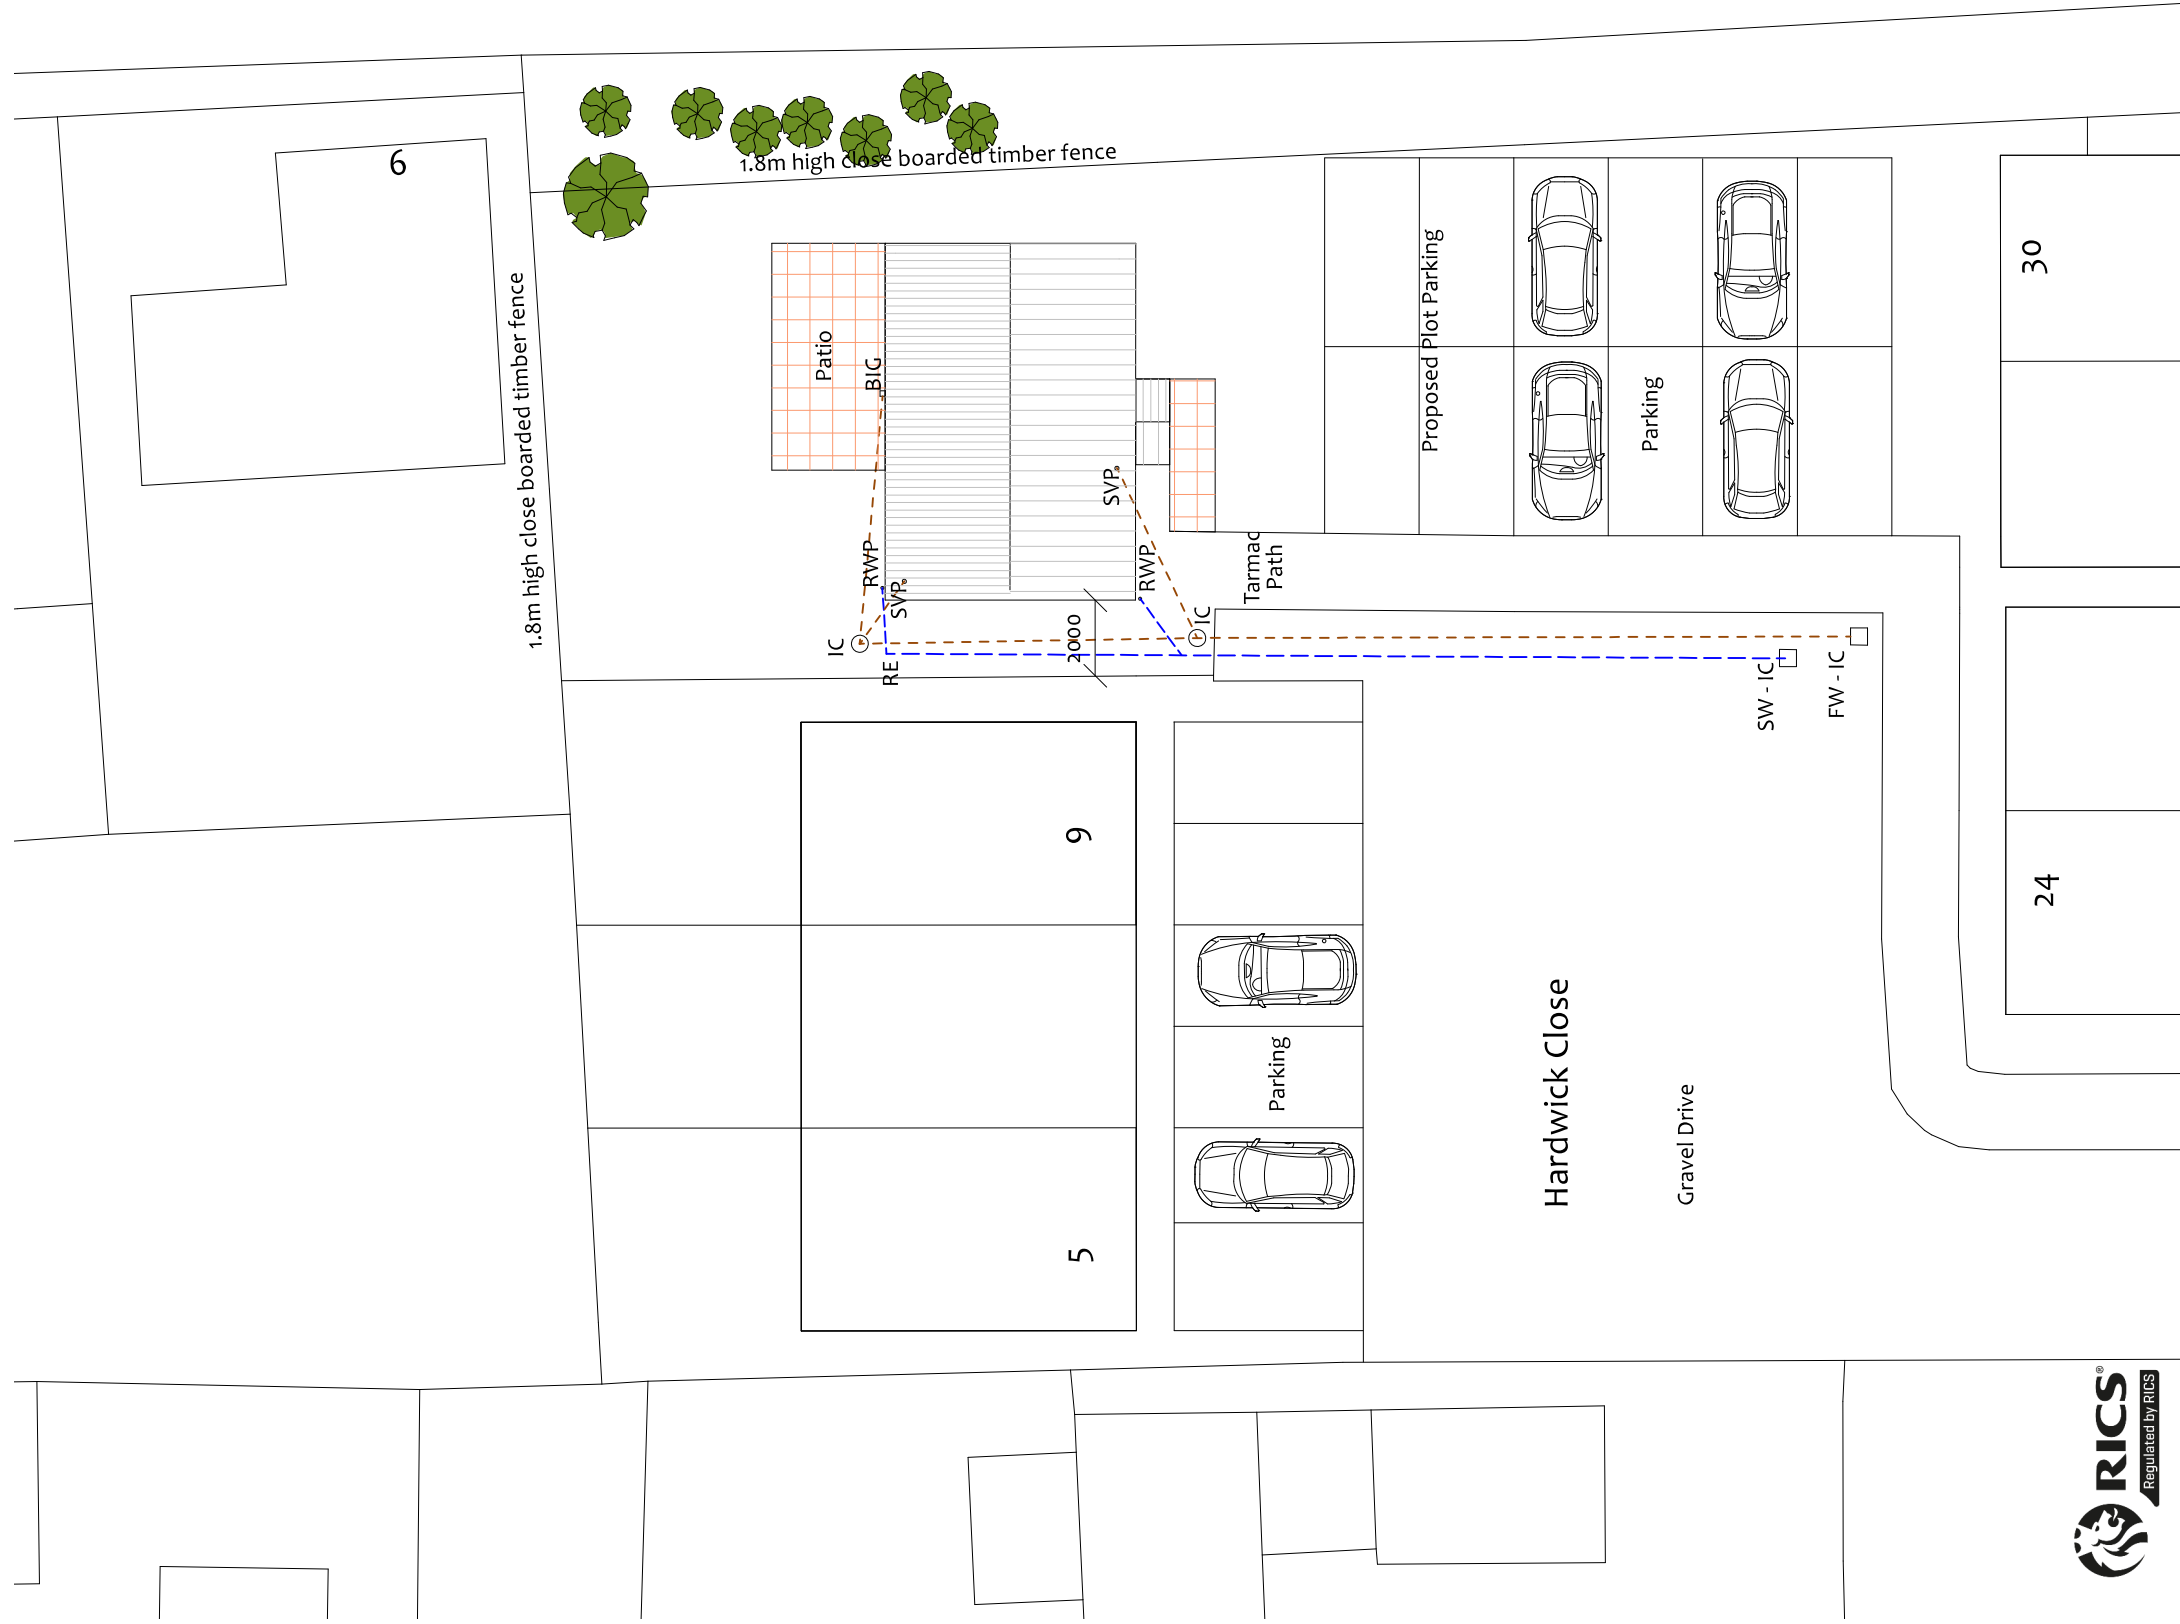 6
1.8m high close boarded timber fence
1.8m high close boarded timber fence
Patio
BIG
SVP
RWP
SVP
RWP
IC
RE
IC
2000
Tarmac
Path
Proposed Plot Parking
Parking
30
SW - IC
FW - IC
9
24
Parking
5
Hardwick Close
Gravel Drive
RICS®
Regulated by RICS